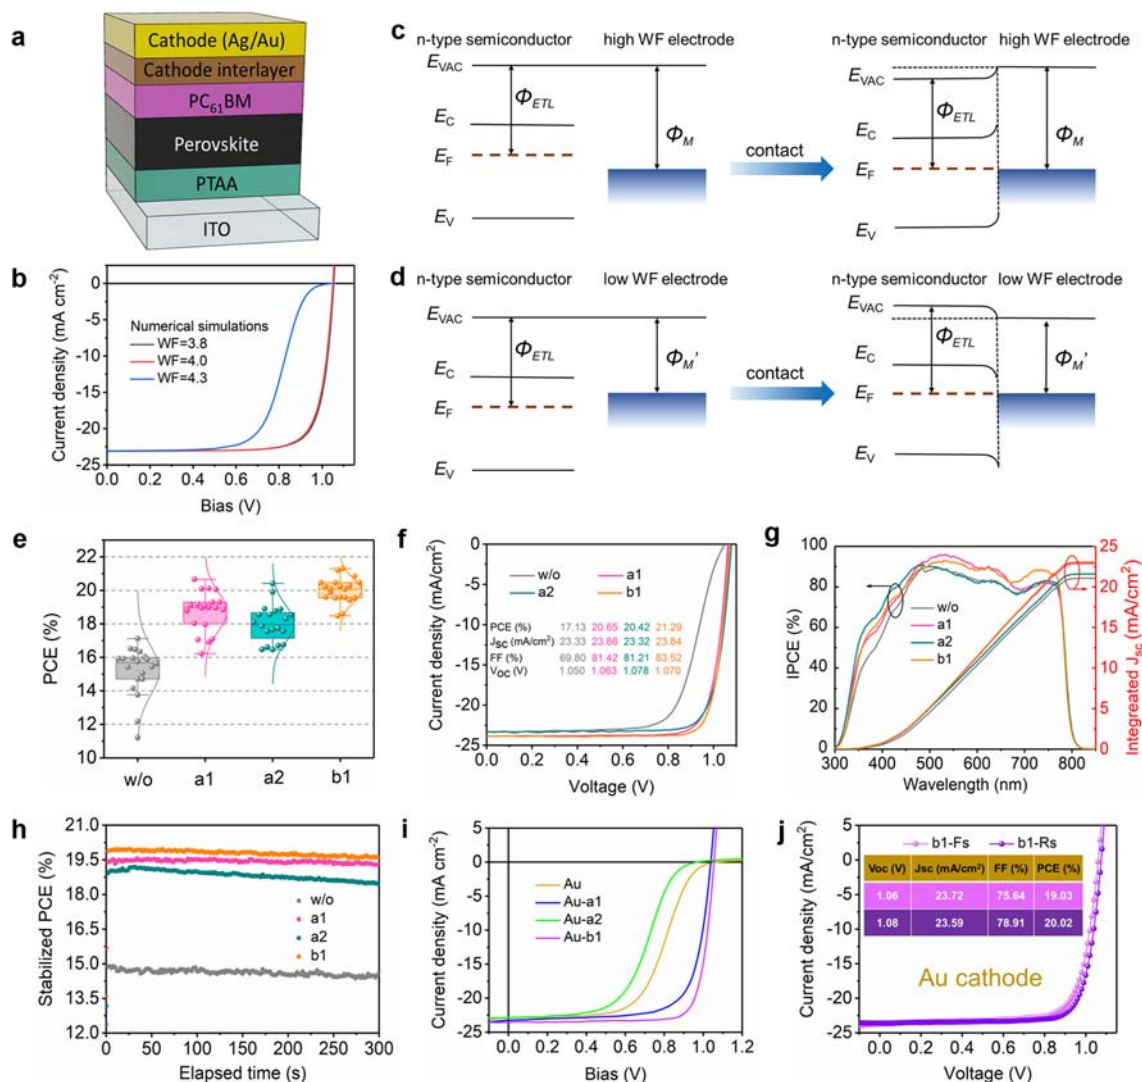 a
Cathode (Ag/Au)
Cathode interlayer
PC61BM
Perovskite
PTAA
ITO
b
Current density (mA cm-2)
0
-5
-10
-15
-20
-25
Numerical simulations
WF=3.8
WF=4.0
WF=4.3
0.0 0.2 0.4 0.6 0.8 1.0
Bias (V)
c
n-type semiconductor high WF electrode
EVAC
ΦETL
EC
ΦM
EF
EV
contact
n-type semiconductor high WF electrode
EVAC
ΦETL
EC
ΦM
EF
EV
d
n-type semiconductor low WF electrode
EVAC
ΦETL
ΦM'
EC
EF
EV
contact
n-type semiconductor low WF electrode
EVAC
ΦETL
EC
ΦM'
EF
EV
e
PCE (%)
22
20
18
16
14
12
10
w/o a1 a2 b1
f
Current density (mA/cm2)
0
-5
-10
-15
-20
-25
w/o a1
a2 b1
PCE (%) 17.13 20.65 20.42 21.29
JSC (mA/cm2) 23.33 23.86 23.32 23.84
FF (%) 69.80 81.42 81.21 83.52
VOC (V) 1.050 1.063 1.078 1.070
0.0 0.2 0.4 0.6 0.8 1.0
Voltage (V)
g
IPCE (%)
100
80
60
40
20
0
w/o
a1
a2
b1
300 400 500 600 700 800 900
Wavelength (nm)
25
20
15
10
5
0
Integreated JSC (mA/cm2)
h
Stabilized PCE (%)
21.0
19.5
18.0
16.5
15.0
13.5
12.0
w/o
a1
a2
b1
0 50 100 150 200 250 300
Elapsed time (s)
i
Current density (mA cm-2)
5
0
-5
-10
-15
-20
-25
Au
Au-a1
Au-a2
Au-b1
0.0 0.2 0.4 0.6 0.8 1.0 1.2
Bias (V)
j
Current density (mA/cm2)
5
0
-5
-10
-15
-20
-25
b1-Fs b1-Rs
Voc (V) Jsc (mA/cm2) FF (%) PCE (%)
1.06 23.72 75.64 19.03
1.08 23.59 78.91 20.02
Au cathode
0.0 0.2 0.4 0.6 0.8 1.0
Voltage (V)